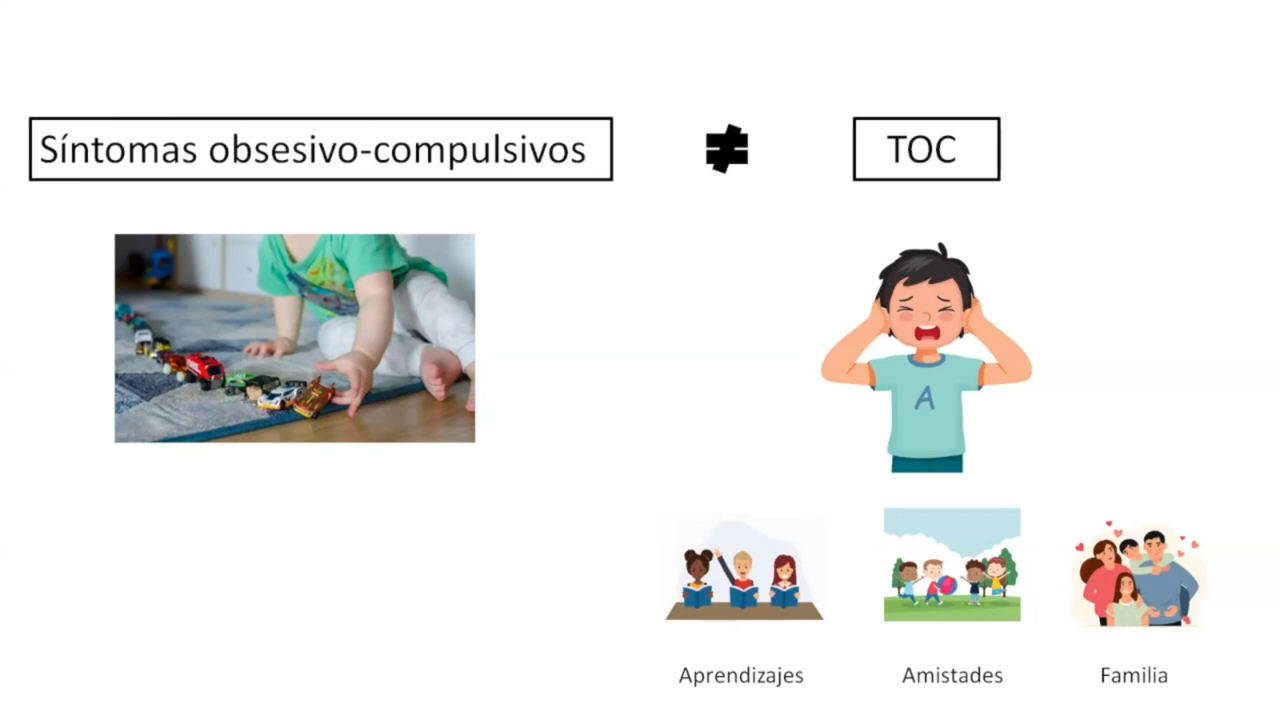 Síntomas obsesivo-compulsivos
≠
TOC
A
Aprendizajes
Amistades
Familia